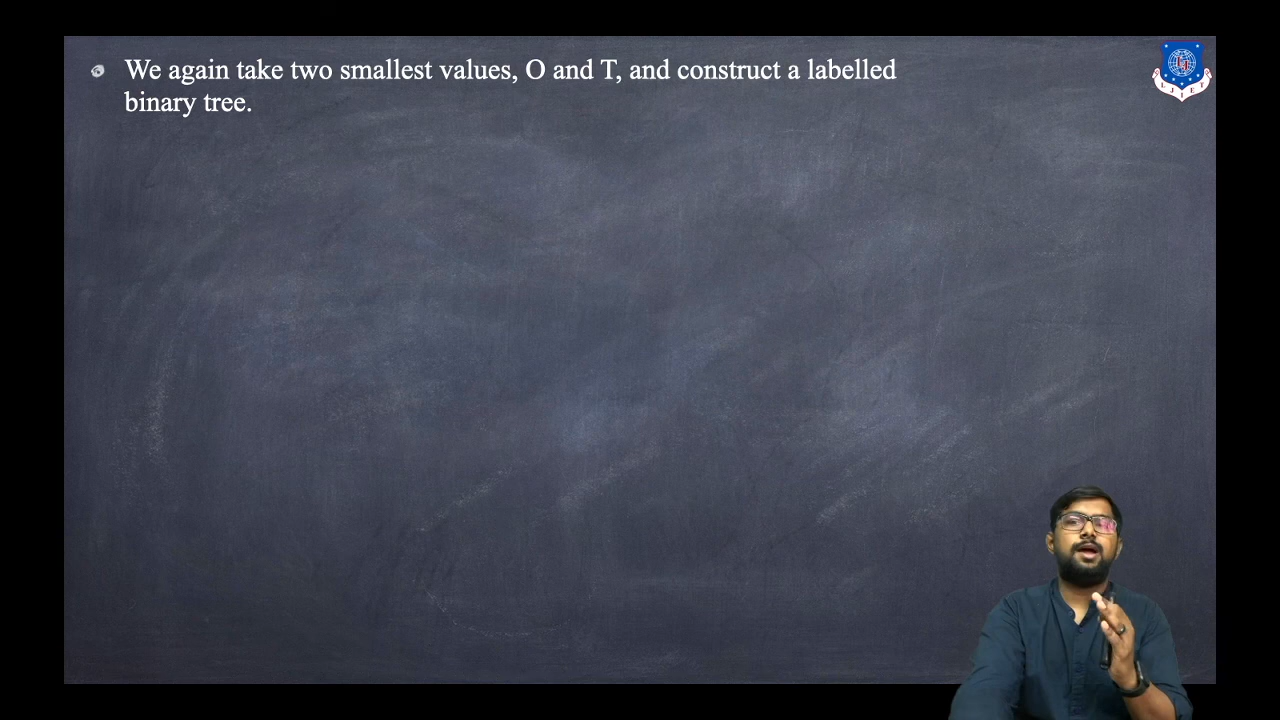 We again take two smallest values, O and T, and construct a labelled
binary tree.